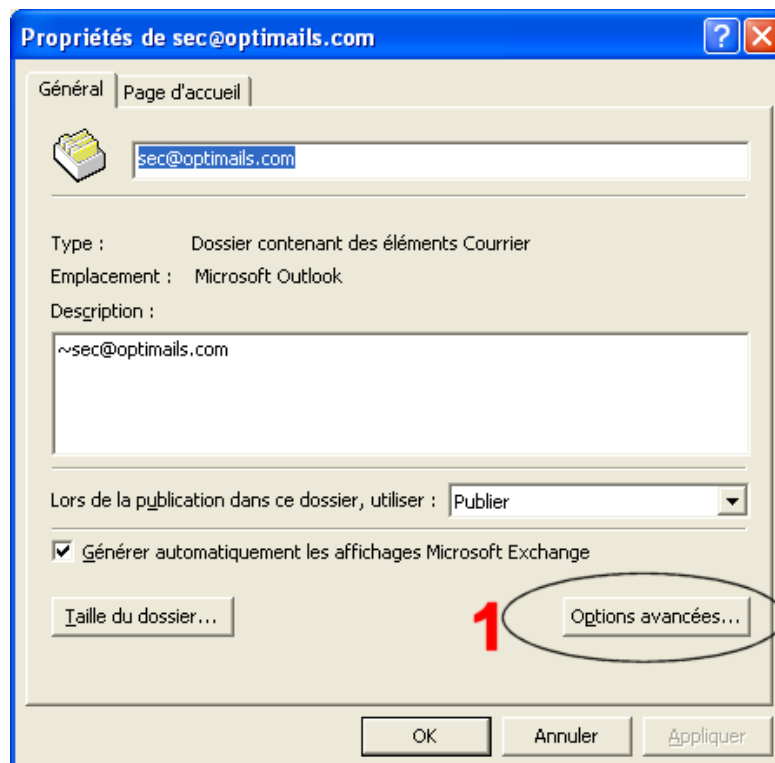 Propriétés de sec@optimails.com
Général Page d'accueil
sec@optimails.com
Type : Dossier contenant des éléments Courrier
Emplacement : Microsoft Outlook
Description :
~sec@optimails.com
Lors de la publication dans ce dossier, utiliser : Publier
Générer automatiquement les affichages Microsoft Exchange
Taille du dossier... 1 Options avancées...
OK Annuler Appliquer